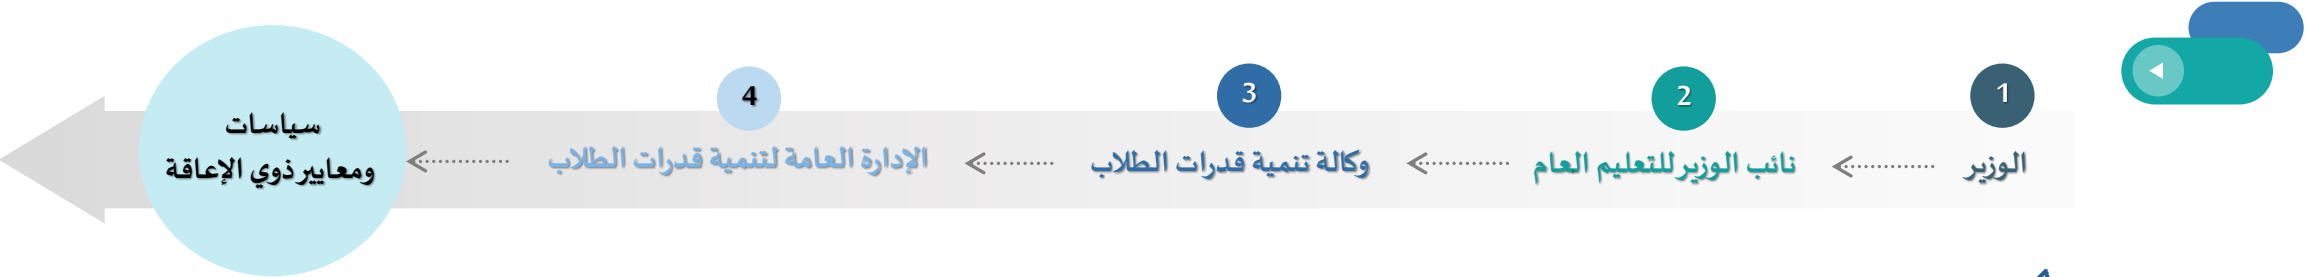 1
الوزير
2
نائب الوزير للتعليم العام
3
وكالة تنمية قدرات الطلاب
4
الإدارة العامة لتنمية قدرات الطلاب
سياسات
ومعايير ذوي الإعاقة